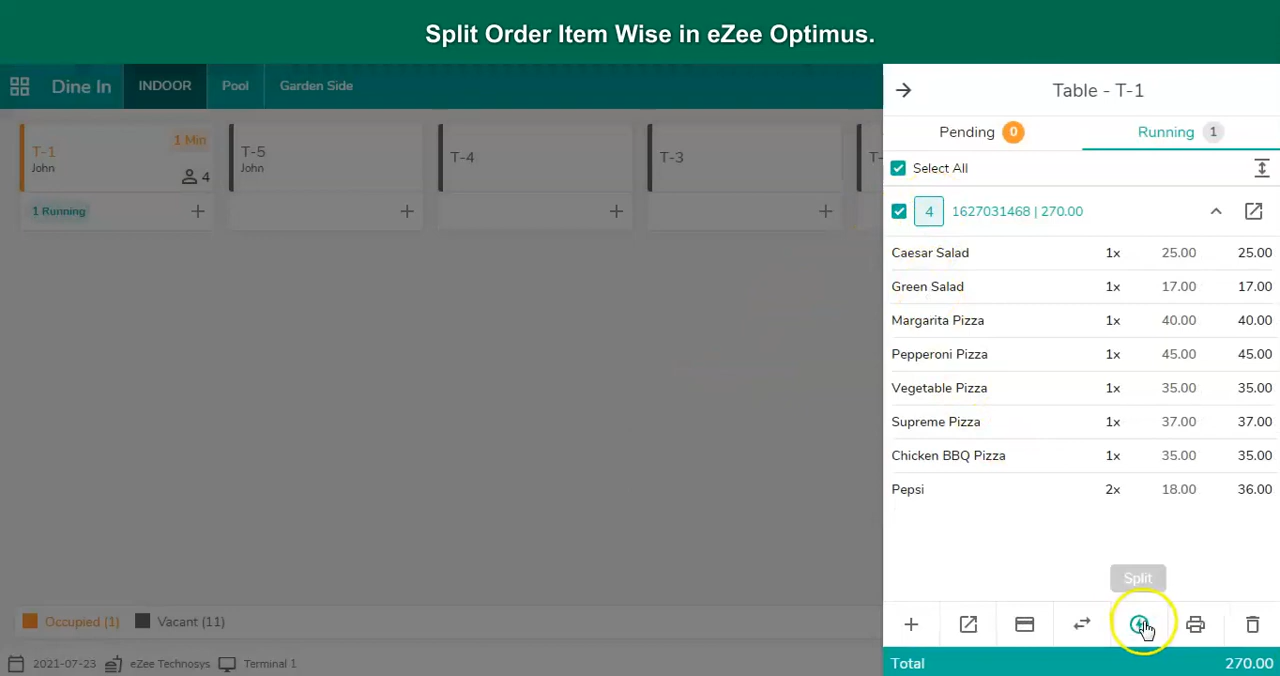 Split Order Item Wise in eZee Optimus.
Dine In INDOOR Pool Garden Side
T-1 1 Min
John 4
1 Running
T-5
John
T-4
T-3
Table - T-1
Pending 0 Running 1
Select All
4 1627031468 | 270.00
Caesar Salad 1x 25.00 25.00
Green Salad 1x 17.00 17.00
Margarita Pizza 1x 40.00 40.00
Pepperoni Pizza 1x 45.00 45.00
Vegetable Pizza 1x 35.00 35.00
Supreme Pizza 1x 37.00 37.00
Chicken BBQ Pizza 1x 35.00 35.00
Pepsi 2x 18.00 36.00
Split
Total 270.00
Occupied (1) Vacant (11)
2021-07-23 eZee Technosys Terminal 1